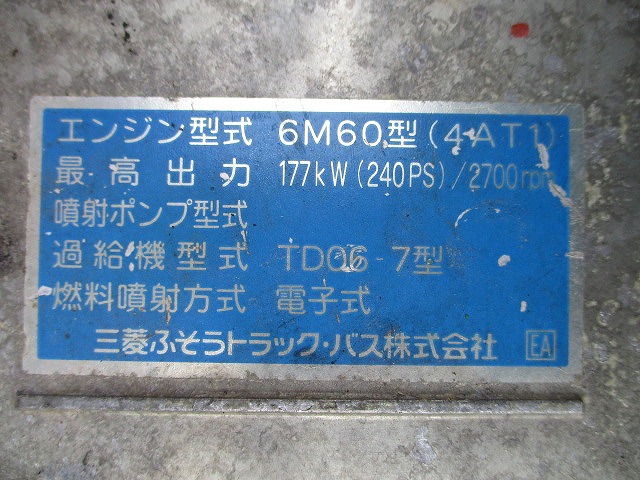 エンジン型式 6M60型(4AT1)
最高出力 177kW(240PS)/2700rpm
噴射ポンプ型式
過給機型式 TD06-7型
燃料噴射方式 電子式
三菱ふそうトラック・バス株式会社 EA